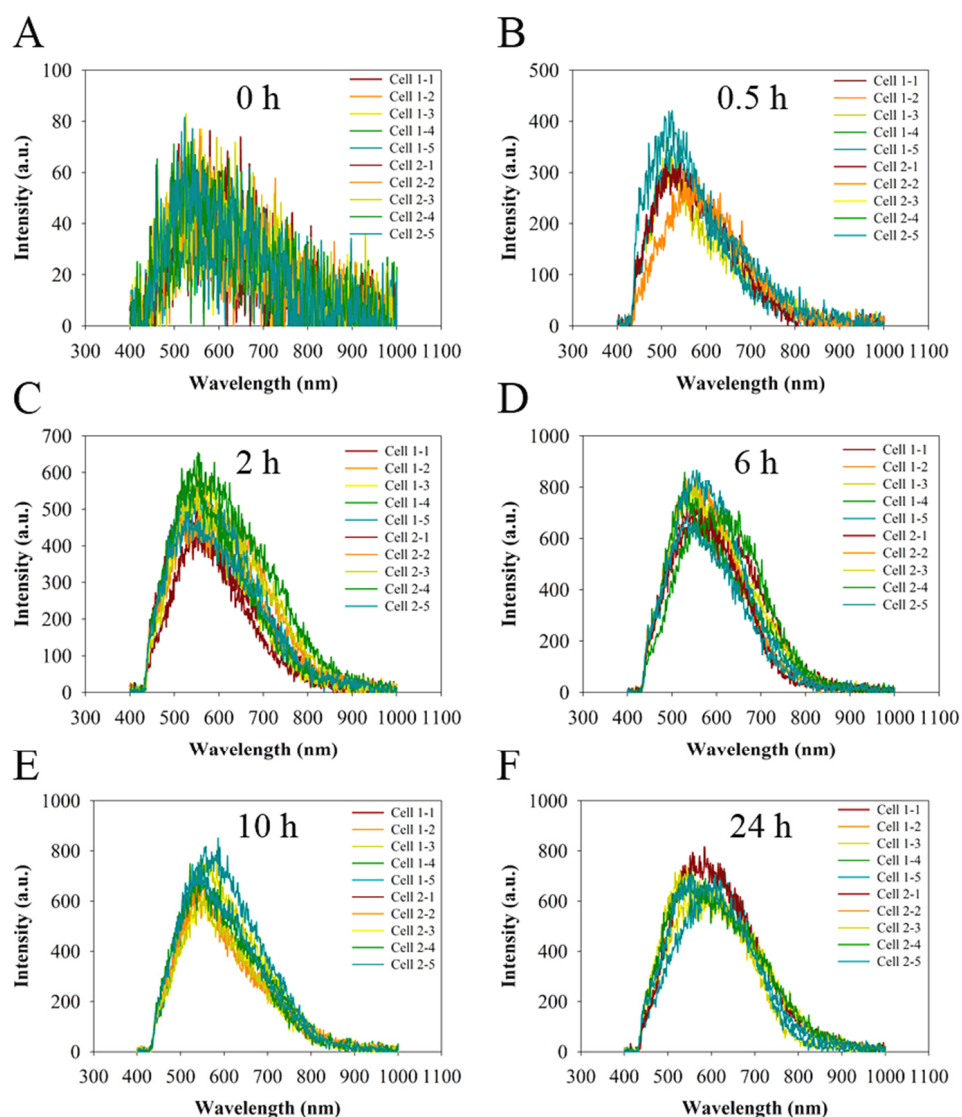 A
B
0 h
0.5 h
100
80
60
40
20
0
Intensity (a.u.)
300 400 500 600 700 800 900 1000 1100
Wavelength (nm)
Cell 1-1
Cell 1-2
Cell 1-3
Cell 1-4
Cell 1-5
Cell 2-1
Cell 2-2
Cell 2-3
Cell 2-4
Cell 2-5
500
400
300
200
100
0
Intensity (a.u.)
300 400 500 600 700 800 900 1000 1100
Wavelength (nm)
Cell 1-1
Cell 1-2
Cell 1-3
Cell 1-4
Cell 1-5
Cell 2-1
Cell 2-2
Cell 2-3
Cell 2-4
Cell 2-5
C
D
2 h
6 h
700
600
500
400
300
200
100
0
Intensity (a.u.)
300 400 500 600 700 800 900 1000 1100
Wavelength (nm)
Cell 1-1
Cell 1-2
Cell 1-3
Cell 1-4
Cell 1-5
Cell 2-1
Cell 2-2
Cell 2-3
Cell 2-4
Cell 2-5
1000
800
600
400
200
0
Intensity (a.u.)
300 400 500 600 700 800 900 1000 1100
Wavelength (nm)
Cell 1-1
Cell 1-2
Cell 1-3
Cell 1-4
Cell 1-5
Cell 2-1
Cell 2-2
Cell 2-3
Cell 2-4
Cell 2-5
E
F
10 h
24 h
1000
800
600
400
200
0
Intensity (a.u.)
300 400 500 600 700 800 900 1000 1100
Wavelength (nm)
Cell 1-1
Cell 1-2
Cell 1-3
Cell 1-4
Cell 1-5
Cell 2-1
Cell 2-2
Cell 2-3
Cell 2-4
Cell 2-5
1000
800
600
400
200
0
Intensity (a.u.)
300 400 500 600 700 800 900 1000 1100
Wavelength (nm)
Cell 1-1
Cell 1-2
Cell 1-3
Cell 1-4
Cell 1-5
Cell 2-1
Cell 2-2
Cell 2-3
Cell 2-4
Cell 2-5